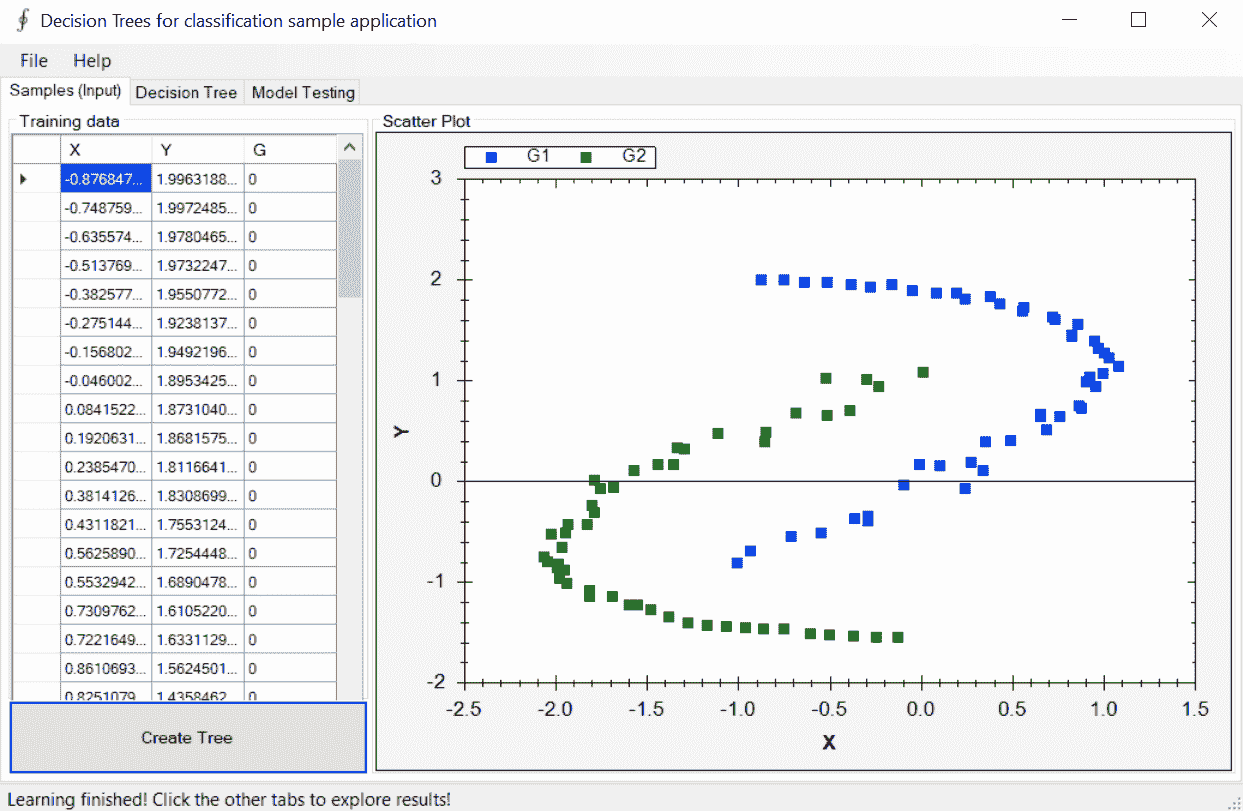 Decision Trees for classification sample application
File Help
Samples (Input) Decision Tree Model Testing
Training data
X Y G
-0.876847... 1.9963188... 0
-0.748759... 1.9972485... 0
-0.635574... 1.9780465... 0
-0.513769... 1.9732247... 0
-0.382577... 1.9550772... 0
-0.275144... 1.9238137... 0
-0.156802... 1.9492196... 0
-0.046002... 1.8953425... 0
0.0841522... 1.8731040... 0
0.1920631... 1.8681575... 0
0.2385470... 1.8116641... 0
0.3814126... 1.8308699... 0
0.4311821... 1.7553124... 0
0.5625890... 1.7254448... 0
0.5532942... 1.6890478... 0
0.7309762... 1.6105220... 0
0.7221649... 1.6331129... 0
0.8610693... 1.5624501... 0
0.8251079... 1.4358462... 0
Create Tree
Scatter Plot
G1 G2
3
2
1
0
-1
-2
Y
-2.5 -2.0 -1.5 -1.0 -0.5 0.0 0.5 1.0 1.5
X
Learning finished! Click the other tabs to explore results!